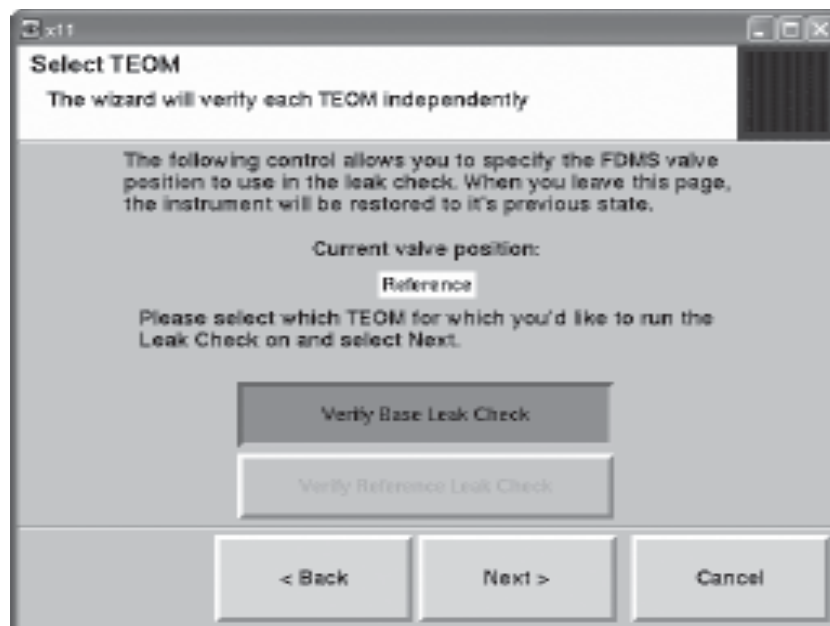 x11
Select TEOM
The wizard will verify each TEOM independently
The following control allows you to specify the FDMS valve
position to use in the leak check. When you leave this page,
the instrument will be restored to it's previous state.
Current valve position:
Reference
Please select which TEOM for which you'd like to run the
Leak Check on and select Next.
Verify Base Leak Check
Verify Reference Leak Check
< Back
Next >
Cancel